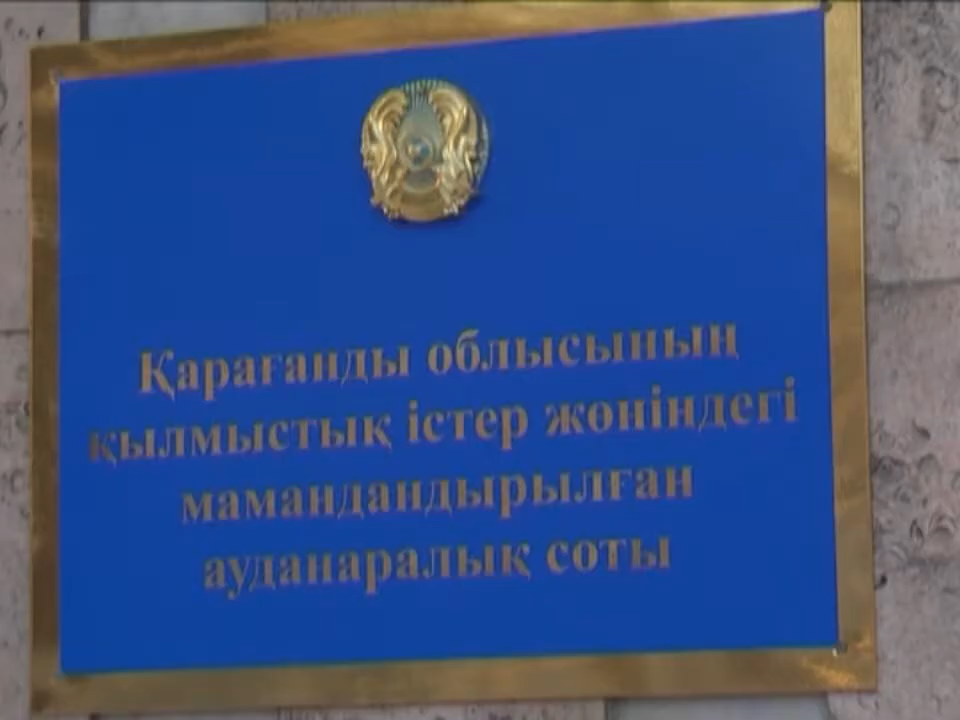 Қарағанды облысының
қылмыстық істер жөніндегі
мамандандырылған
ауданаралық соты